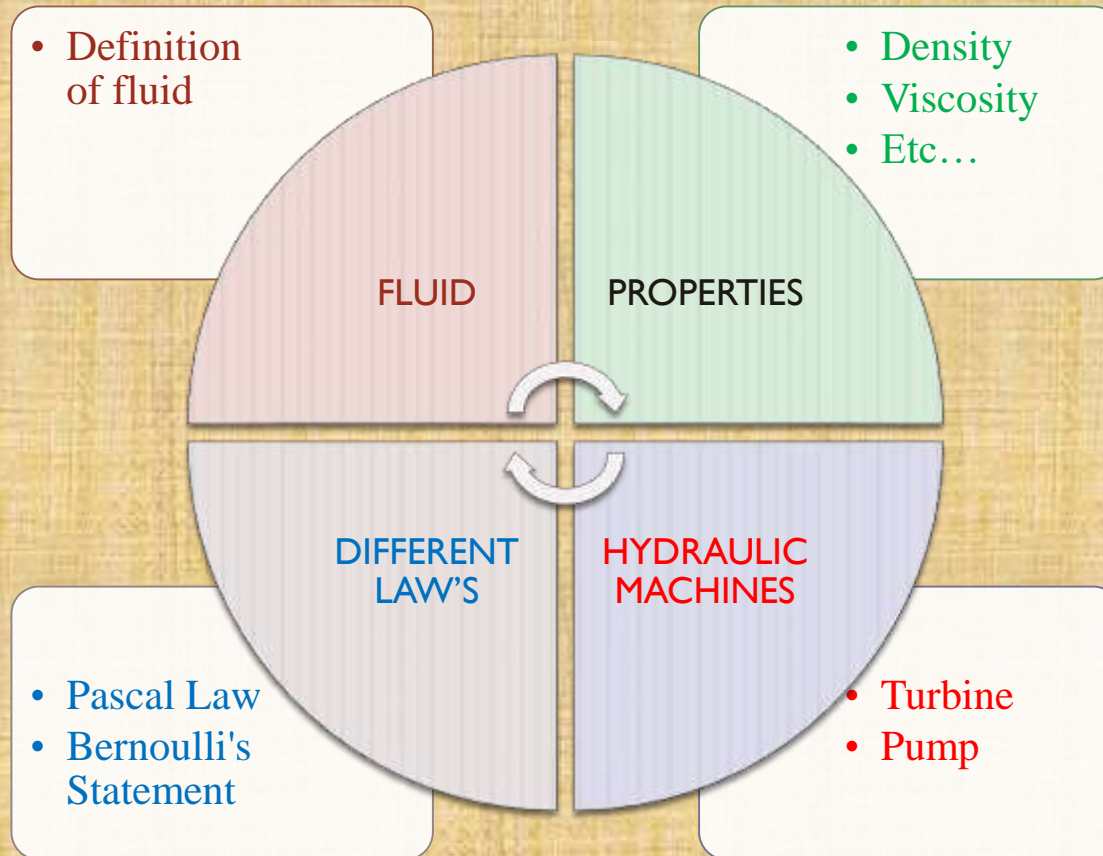 • Definition
of fluid
• Density
• Viscosity
• Etc…
FLUID
PROPERTIES
DIFFERENT
LAW’S
HYDRAULIC
MACHINES
• Pascal Law
• Bernoulli's
Statement
• Turbine
• Pump